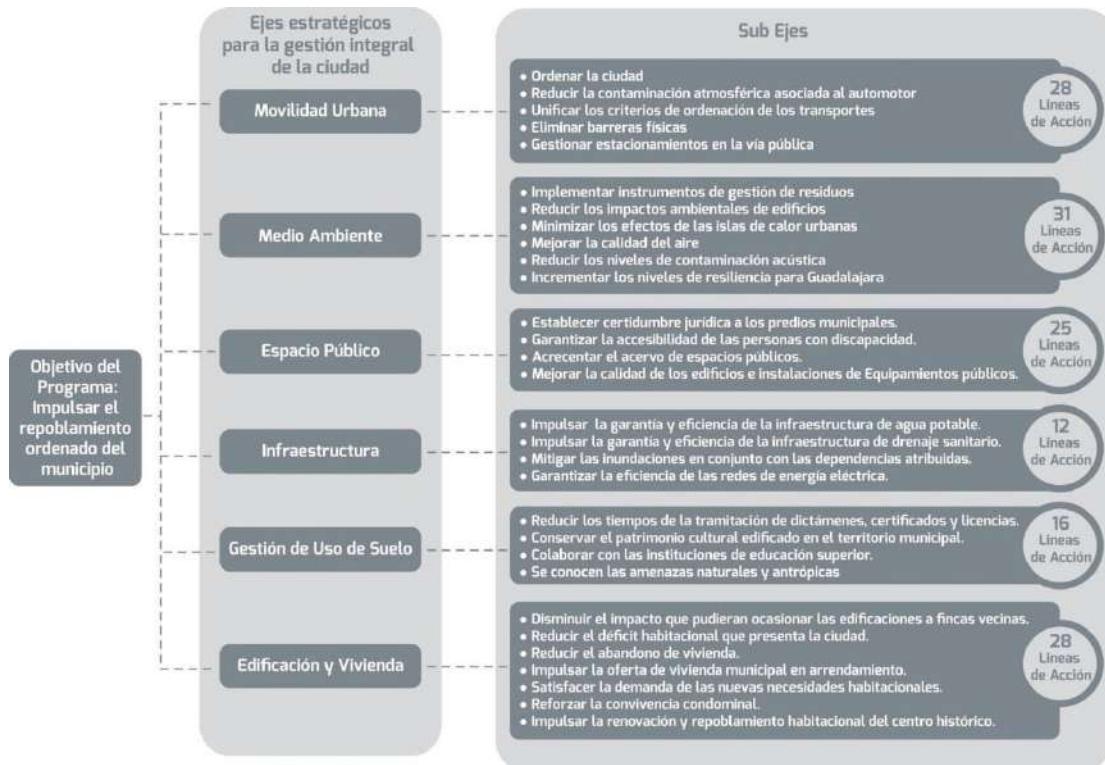 Ejes estratégicos
para la gestión integral
de la ciudad
Sub Ejes
Objetivo del
Programa:
Impulsar el
repoblamiento
ordenado del
municipio
Movilidad Urbana
• Ordenar la ciudad
• Reducir la contaminación atmosférica asociada al automotor
• Unificar los criterios de ordenación de los transportes
• Eliminar barreras físicas
• Gestionar estacionamientos en la vía pública
28
Líneas
de Acción
Medio Ambiente
• Implementar instrumentos de gestión de residuos
• Reducir los impactos ambientales de edificios
• Minimizar los efectos de las islas de calor urbanas
• Mejorar la calidad del aire
• Reducir los niveles de contaminación acústica
• Incrementar los niveles de resiliencia para Guadalajara
31
Líneas
de Acción
Espacio Público
• Establecer certidumbre jurídica a los predios municipales.
• Garantizar la accesibilidad de las personas con discapacidad.
• Acrecentar el acervo de espacios públicos.
• Mejorar la calidad de los edificios e instalaciones de Equipamientos públicos.
25
Líneas
de Acción
Infraestructura
• Impulsar la garantía y eficiencia de la infraestructura de agua potable.
• Impulsar la garantía y eficiencia de la infraestructura de drenaje sanitario.
• Mitigar las inundaciones en conjunto con las dependencias atribuidas.
• Garantizar la eficiencia de las redes de energía eléctrica.
12
Líneas
de Acción
Gestión de Uso de Suelo
• Reducir los tiempos de la tramitación de dictámenes, certificados y licencias.
• Conservar el patrimonio cultural edificado en el territorio municipal.
• Colaborar con las instituciones de educación superior.
• Se conocen las amenazas naturales y antrópicas
16
Líneas
de Acción
Edificación y Vivienda
• Disminuir el impacto que pudieran ocasionar las edificaciones a fincas vecinas.
• Reducir el déficit habitacional que presenta la ciudad.
• Reducir el abandono de vivienda.
• Impulsar la oferta de vivienda municipal en arrendamiento.
• Satisfacer la demanda de las nuevas necesidades habitacionales.
• Reforzar la convivencia condominal.
• Impulsar la renovación y repoblamiento habitacional del centro histórico.
28
Líneas
de Acción